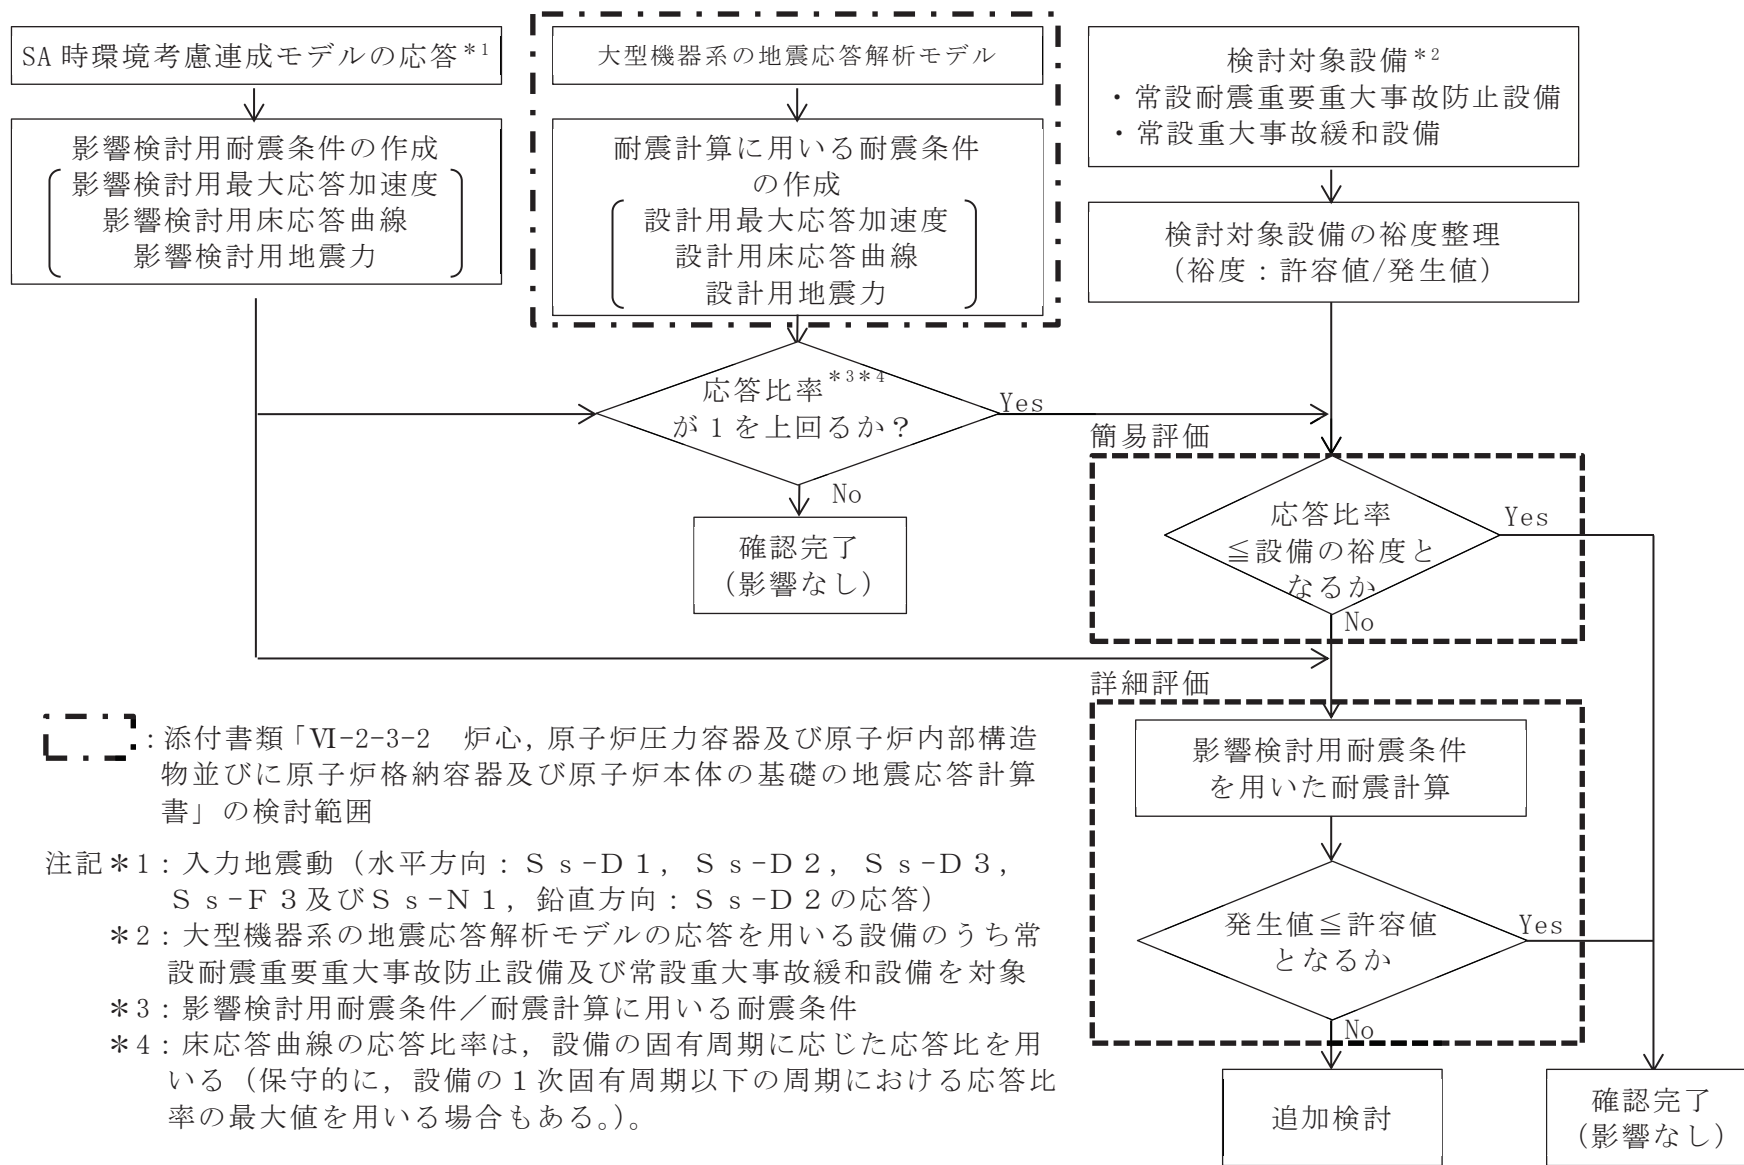 SA 時環境考慮連成モデルの応答*1
影響検討用耐震条件の作成
影響検討用最大応答加速度
影響検討用床応答曲線
影響検討用地震力
大型機器系の地震応答解析モデル
耐震計算に用いる耐震条件
の作成
設計用最大応答加速度
設計用床応答曲線
設計用地震力
検討対象設備*2
・常設耐震重要重大事故防止設備
・常設重大事故緩和設備
検討対象設備の裕度整理
(裕度：許容値/発生値)
応答比率*3*4
が１を上回るか？
Yes
No
確認完了
(影響なし)
簡易評価
応答比率
≦設備の裕度と
なるか
Yes
No
詳細評価
影響検討用耐震条件
を用いた耐震計算
発生値≦許容値
となるか
Yes
No
追加検討
確認完了
(影響なし)
：添付書類「Ⅵ-2-3-2　炉心，原子炉圧力容器及び原子炉内部構造
物並びに原子炉格納容器及び原子炉本体の基礎の地震応答計算
書」の検討範囲
注記＊1：入力地震動（水平方向：Ｓｓ-Ｄ１，Ｓｓ-Ｄ２，Ｓｓ-Ｄ３，
Ｓｓ-Ｆ３及びＳｓ-Ｎ１，鉛直方向：Ｓｓ-Ｄ２の応答）
＊2：大型機器系の地震応答解析モデルの応答を用いる設備のうち常
設耐震重要重大事故防止設備及び常設重大事故緩和設備を対象
＊3：影響検討用耐震条件／耐震計算に用いる耐震条件
＊4：床応答曲線の応答比率は，設備の固有周期に応じた応答比を用
いる（保守的に，設備の１次固有周期以下の周期における応答比
率の最大値を用いる場合もある。）。